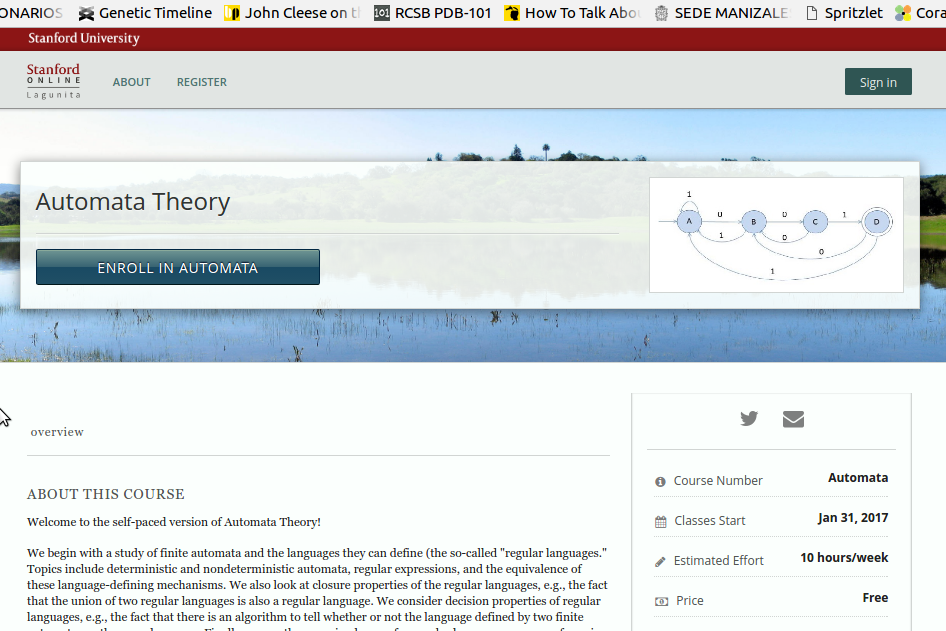 ONARIOS Genetic Timeline John Cleese on t 101 RCSB PDB-101 How To Talk Abo SEDE MANIZALE Spritzlet Cora
Stanford University
Stanford
ONLINE
Lagunita
ABOUT REGISTER
Sign in
Automata Theory
ENROLL IN AUTOMATA
1
A 0 B 0 C 1 D
1 0
0
1
overview
ABOUT THIS COURSE
Welcome to the self-paced version of Automata Theory!
We begin with a study of finite automata and the languages they can define (the so-called "regular languages."
Topics include deterministic and nondeterministic automata, regular expressions, and the equivalence of
these language-defining mechanisms. We also look at closure properties of the regular languages, e.g., the fact
that the union of two regular languages is also a regular language. We consider decision properties of regular
languages, e.g., the fact that there is an algorithm to tell whether or not the language defined by two finite
Course Number Automata
Classes Start Jan 31, 2017
Estimated Effort 10 hours/week
Price Free